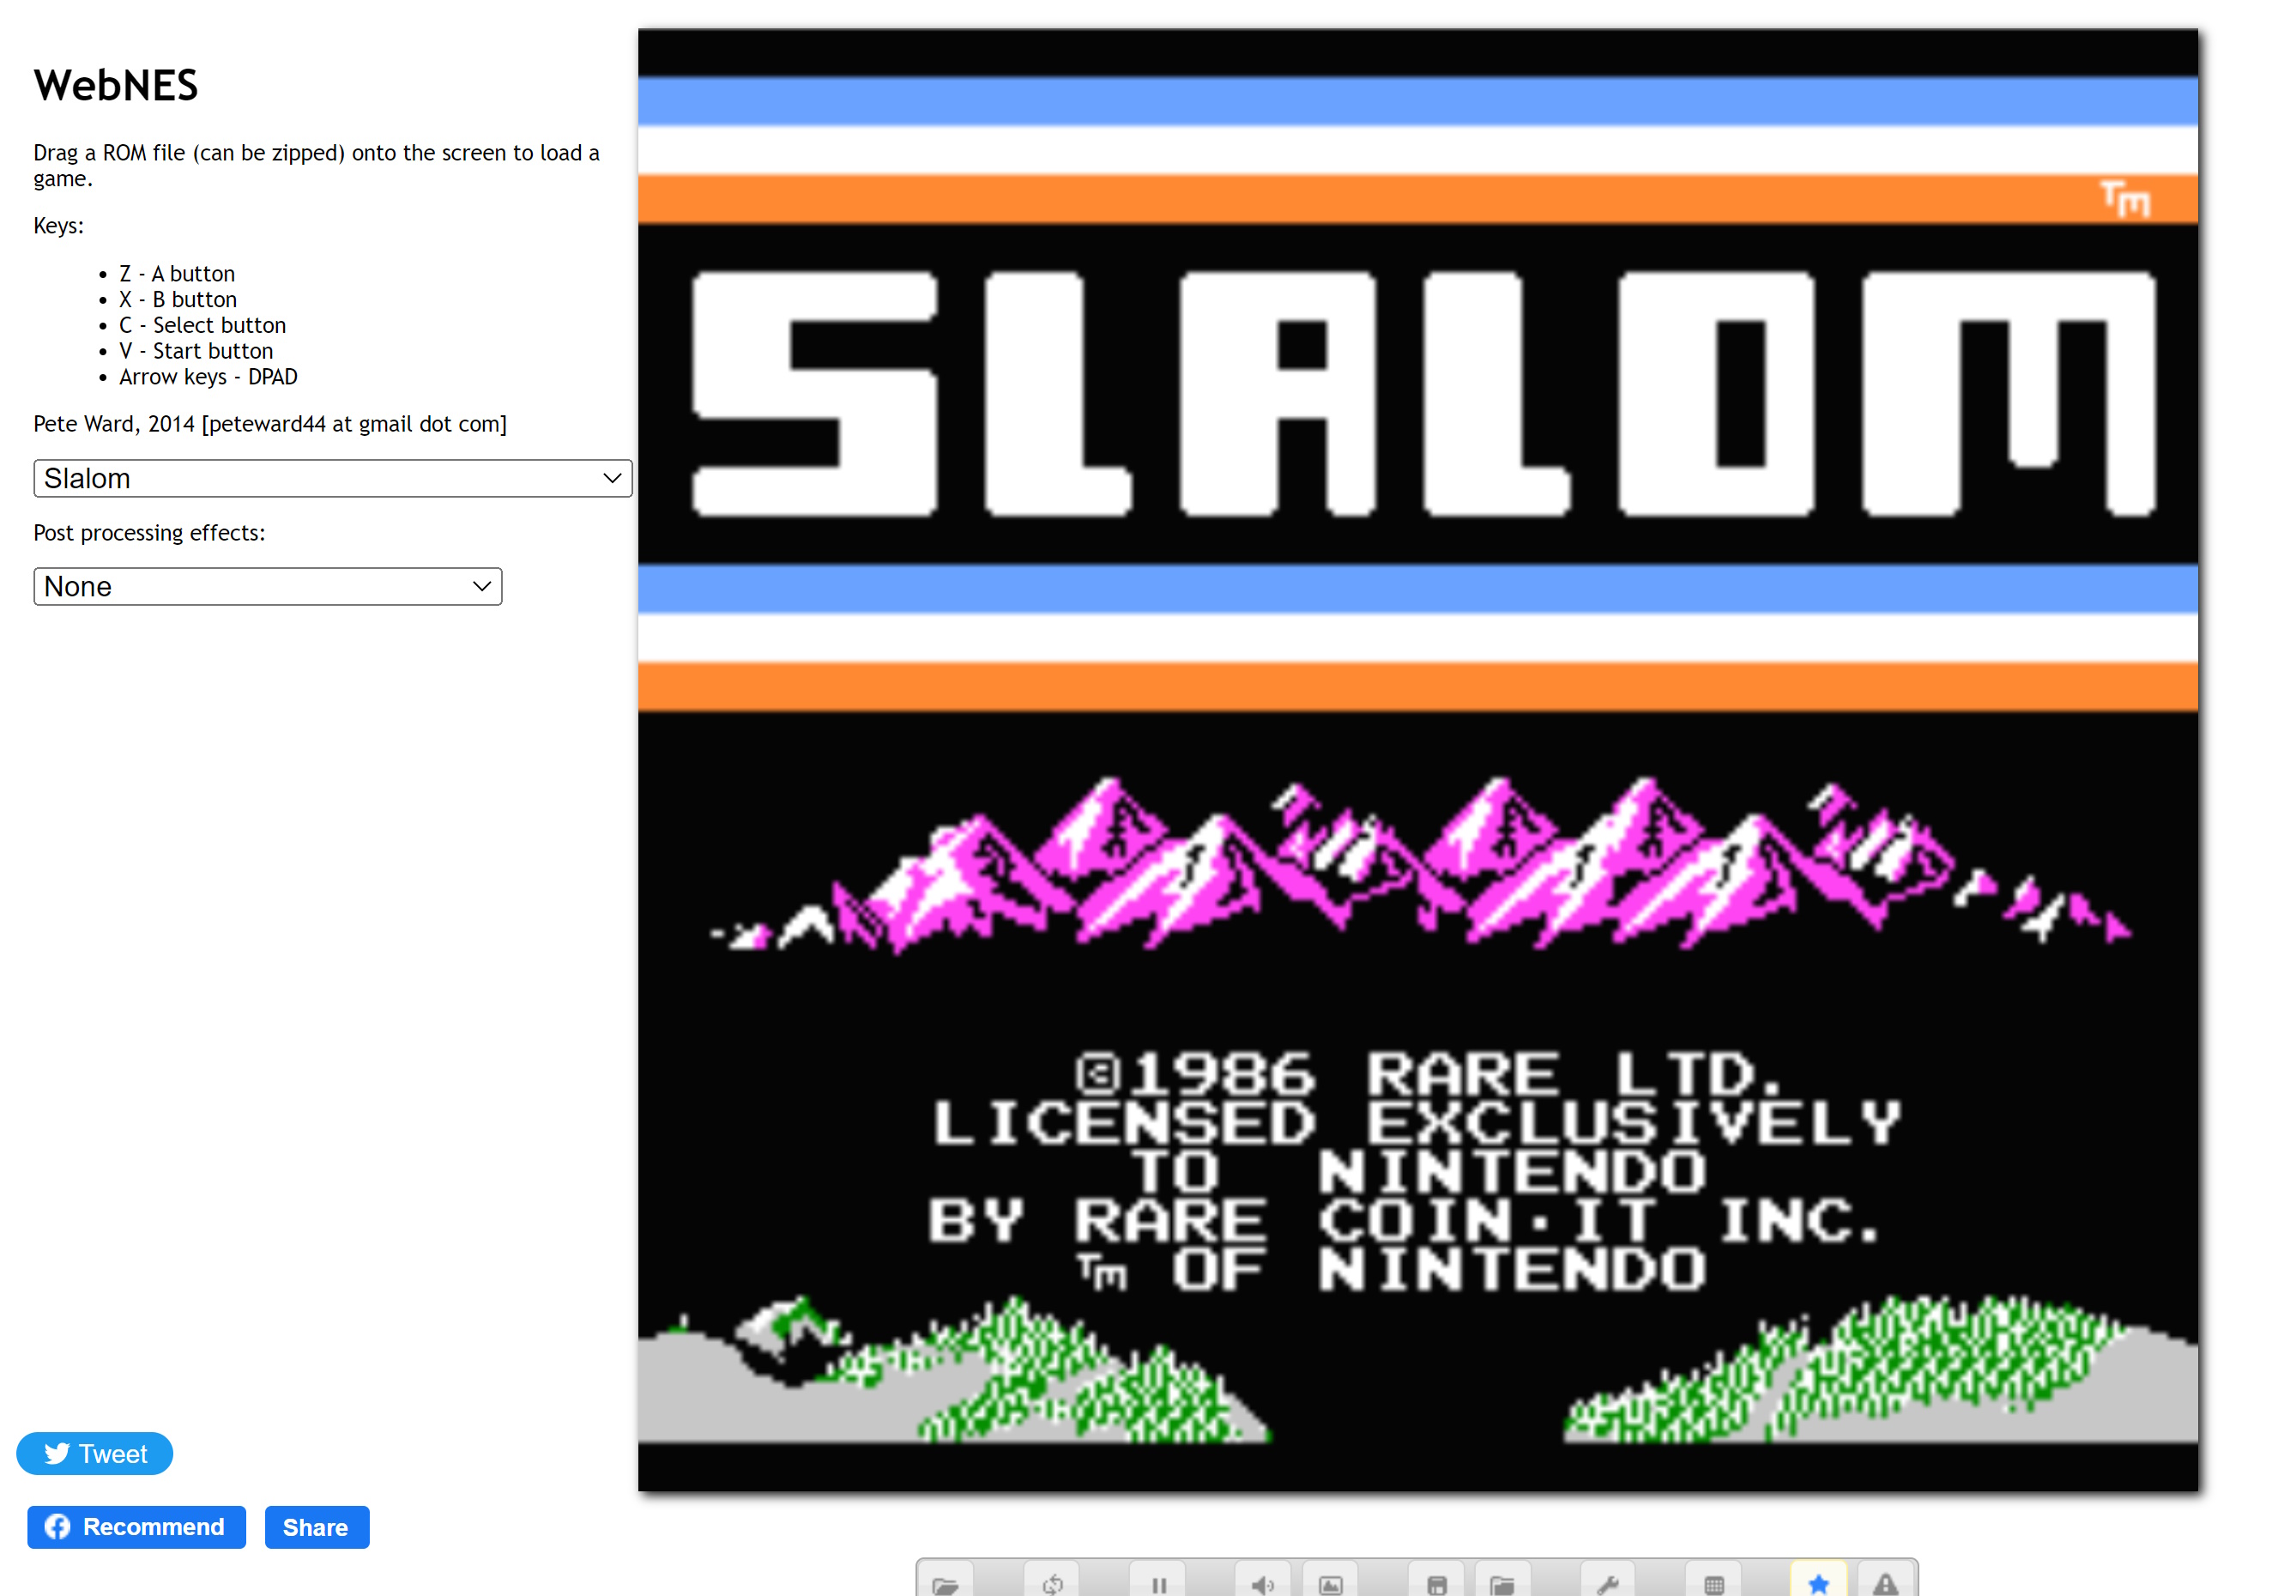 WebNES
Drag a ROM file (can be zipped) onto the screen to load a
game.
Keys:
• Z - A button
• X - B button
• C - Select button
• V - Start button
• Arrow keys - DPAD
Pete Ward, 2014 [peteward44 at gmail dot com]
Slalom
Post processing effects:
None
Tweet
Recommend Share
TM
SLALOM
©1986 RARE LTD.
LICENSED EXCLUSIVELY
TO NINTENDO
BY RARE COIN·IT INC.
TM OF NINTENDO